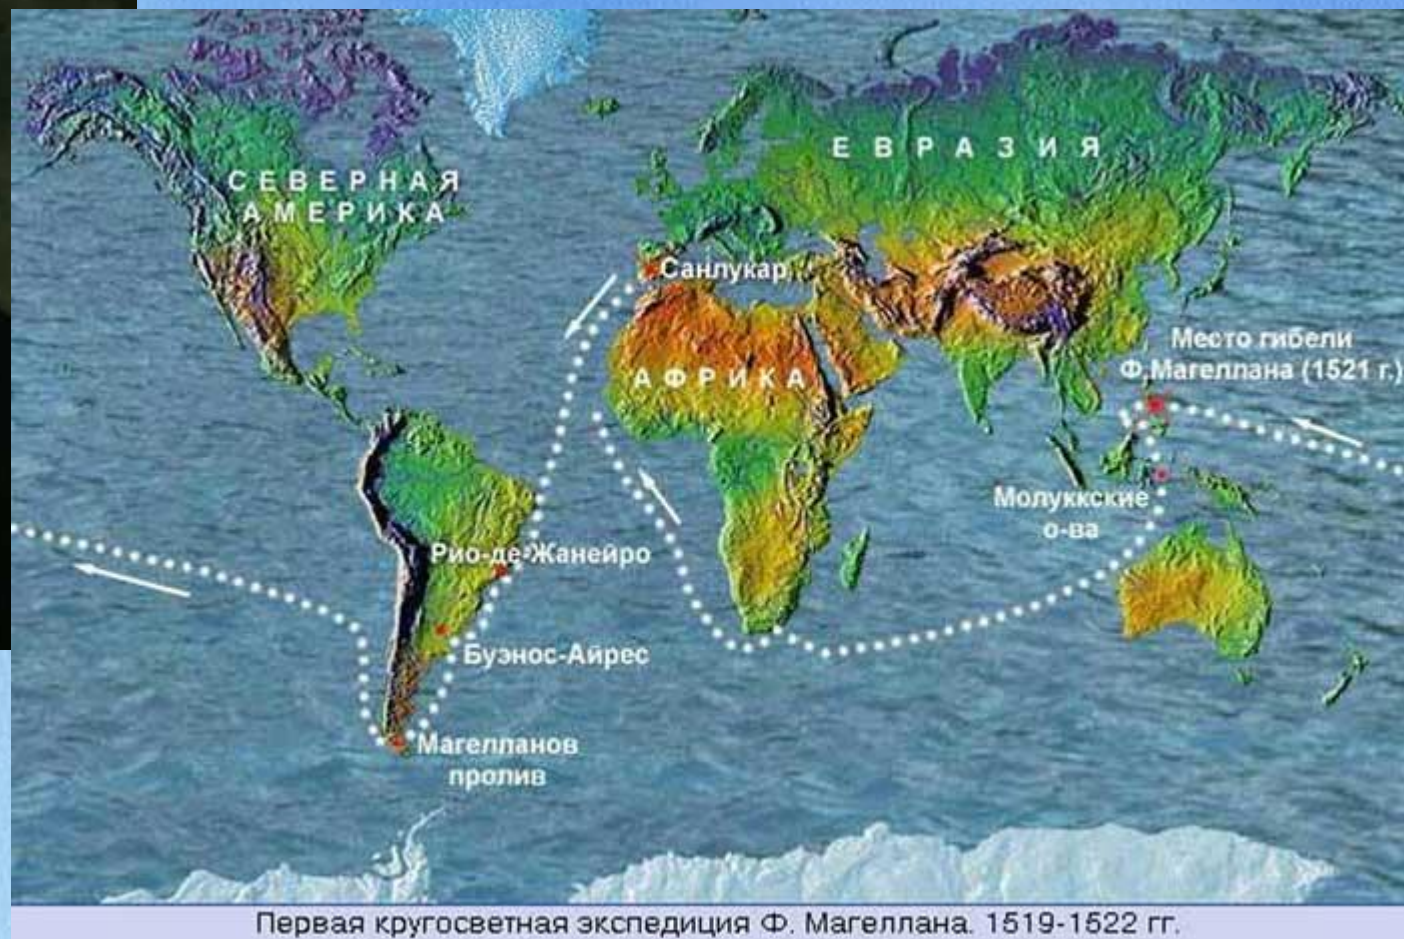 СЕВЕРНАЯ
АМЕРИКА
ЕВРАЗИЯ
Санлукар
АФРИКА
Место гибели
Ф.Магеллана (1521 г.)
Молуккские
о-ва
Рио-де-Жанейро
Буэнос-Айрес
Магелланов
пролив
Первая кругосветная экспедиция Ф. Магеллана. 1519-1522 гг.